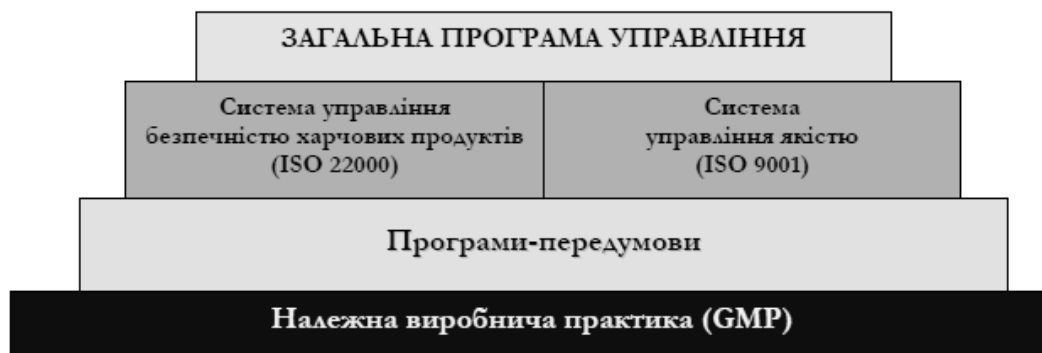 ЗАГАЛЬНА ПРОГРАМА УПРАВЛІННЯ
Система управління
безпечністю харчових продуктів
(ISO 22000)
Система
управління якістю
(ISO 9001)
Програми-передумови
Належна виробнича практика (GMP)